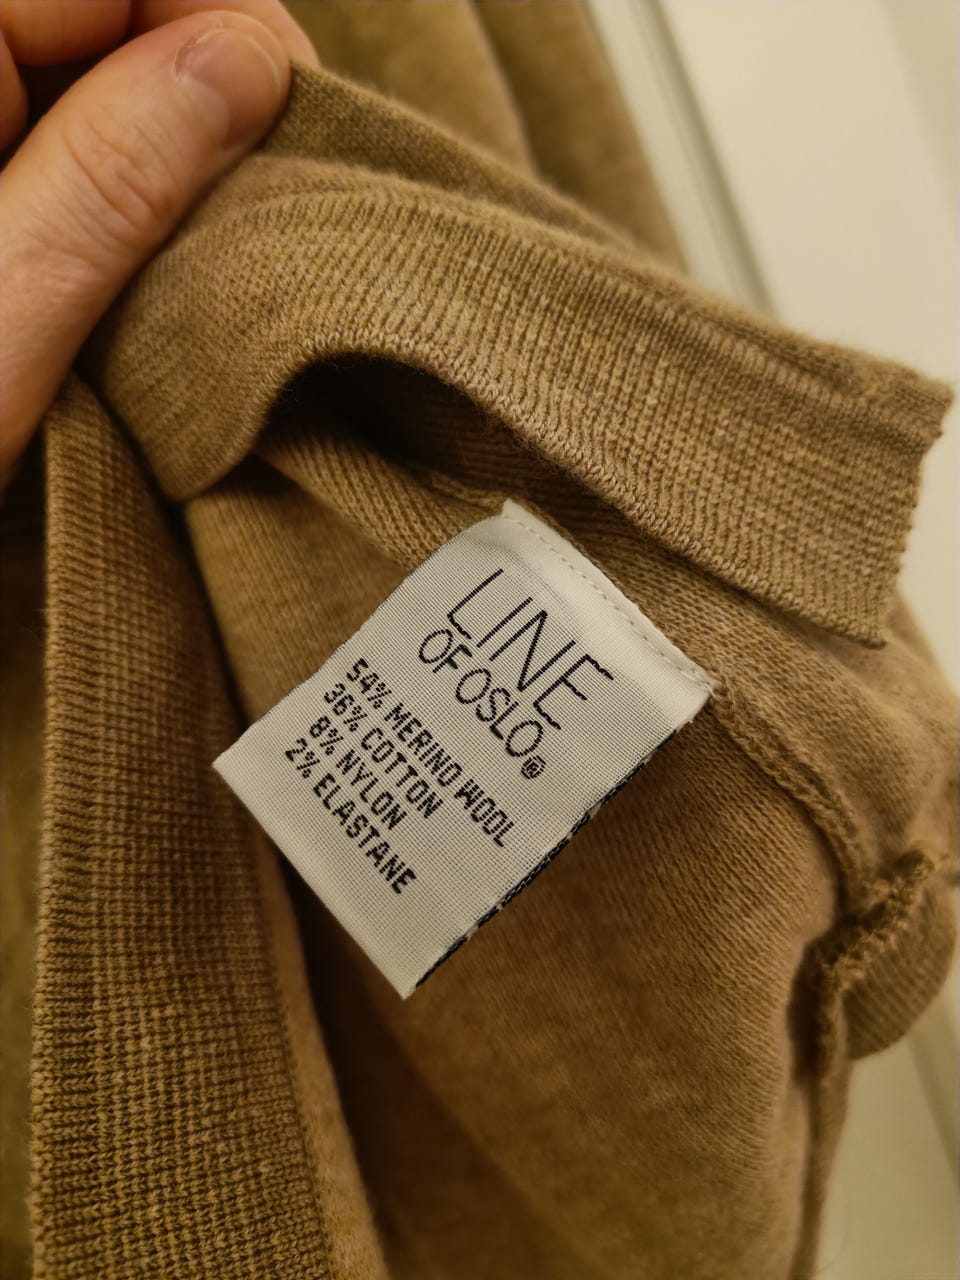 LINE
OF OSLO®
54% MERINO WOOL
36% COTTON
8% NYLON
2% ELASTANE